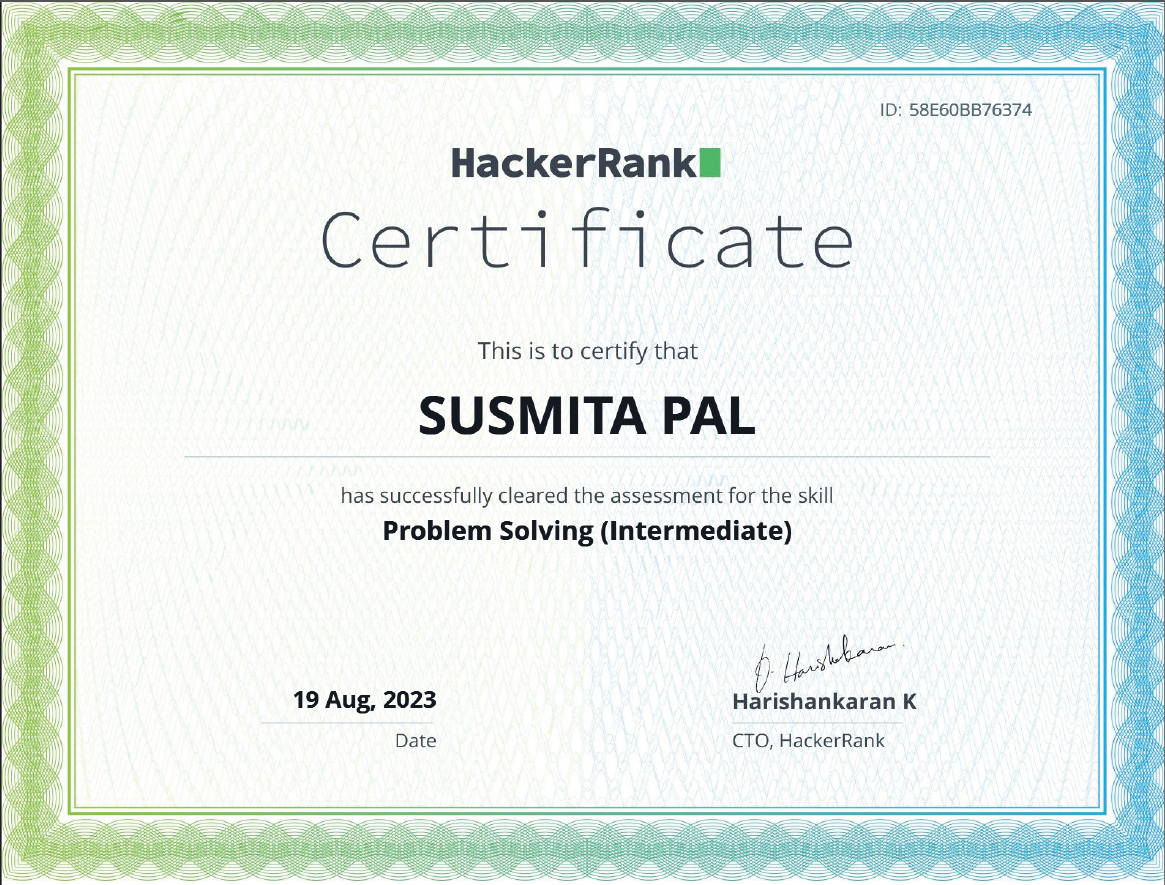 ID: 58E60BB76374
HackerRank
Certificate
This is to certify that
SUSMITA PAL
has successfully cleared the assessment for the skill
Problem Solving (Intermediate)
19 Aug, 2023
Date
Harishankaran K
CTO, HackerRank